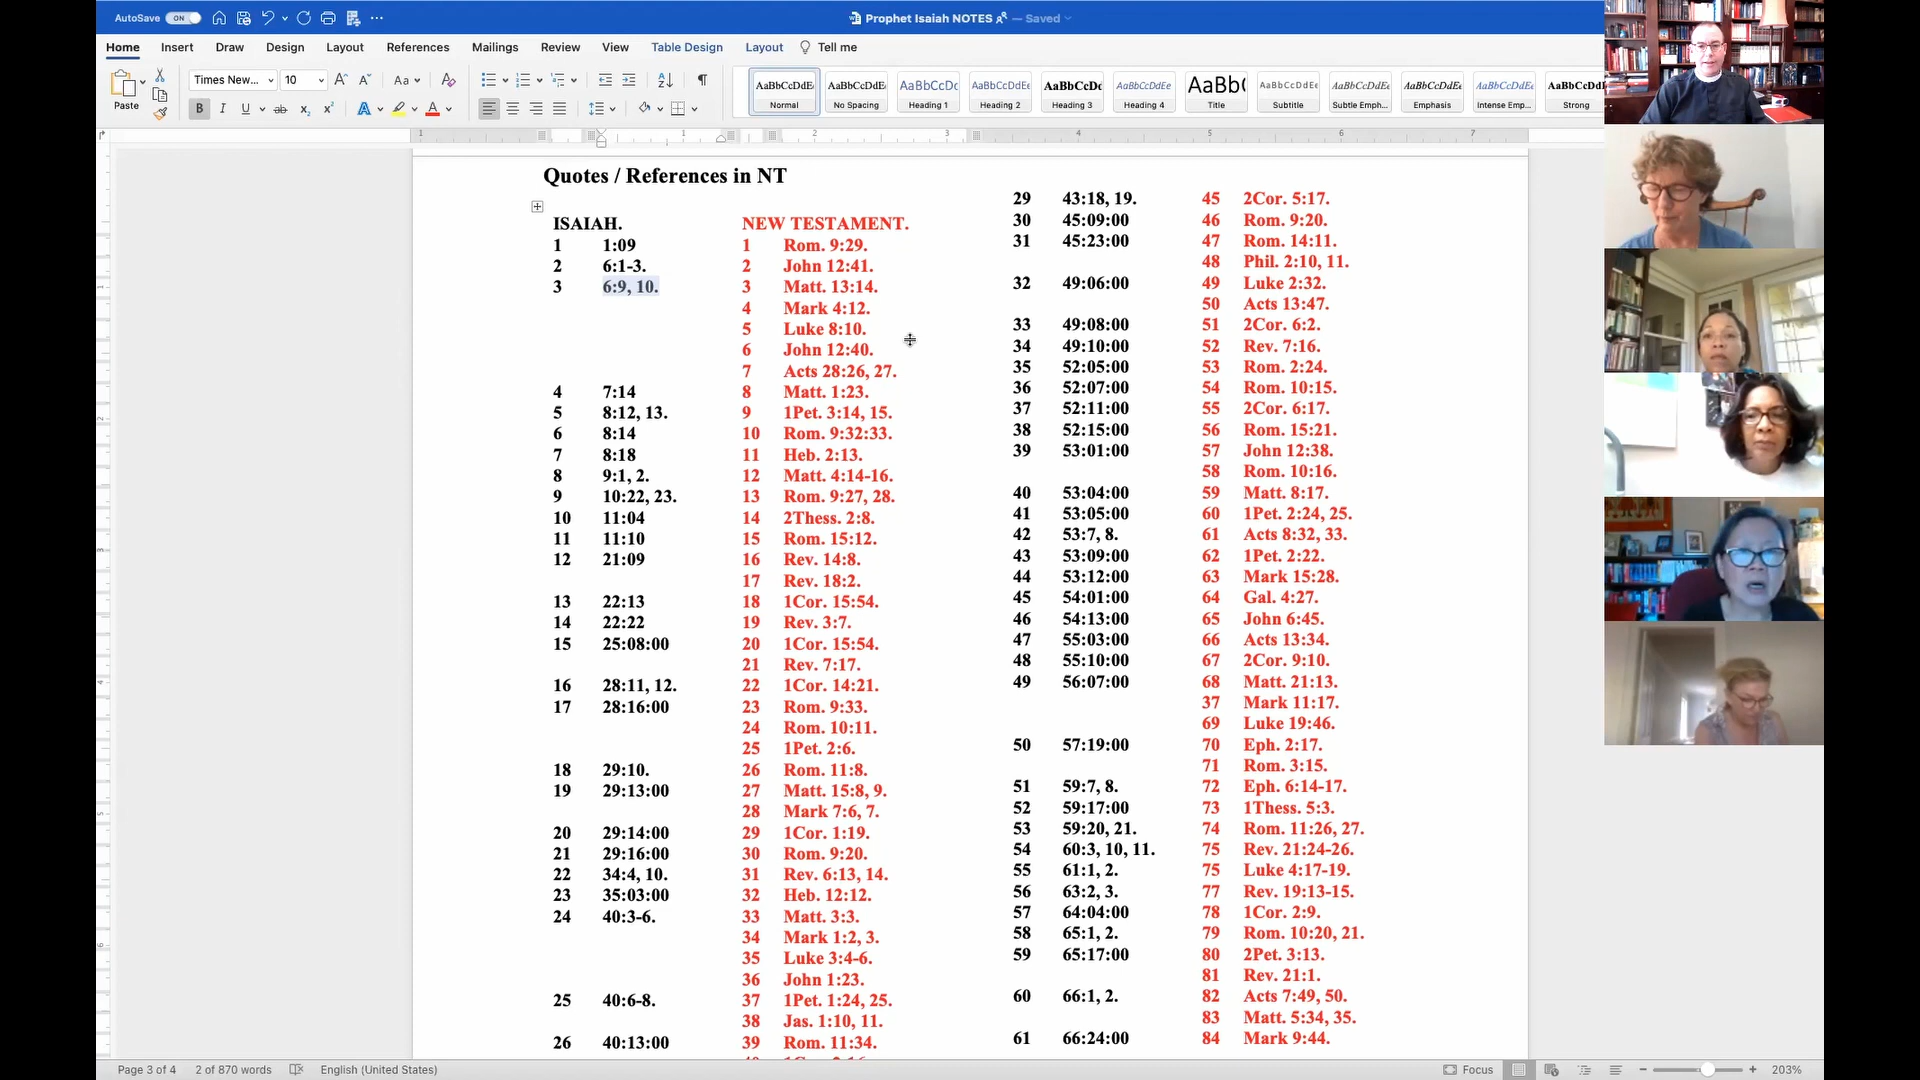 AutoSave ON
Prophet Isaiah NOTES — Saved
Home Insert Draw Design Layout References Mailings Review View Table Design Layout Tell me
Paste
Times New... 10
AaBbCcDdE Normal
AaBbCcDdE No Spacing
AaBbCcDc Heading 1
AaBbCcDdEe Heading 2
AaBbCcDc Heading 3
AaBbCcDdEe Heading 4
AaBb( Title
AaBbCcDdEe Subtitle
AaBbCcDdEe Subtle Emph...
AaBbCcDdEe Emphasis
AaBbCcDdEe Intense Emp...
AaBbCcDdE Strong
1 1 2 3 4 5 6 7
Quotes / References in NT
ISAIAH. NEW TESTAMENT.
1 1:09 1 Rom. 9:29.
2 6:1-3. 2 John 12:41.
3 6:9, 10. 3 Matt. 13:14.
4 Mark 4:12.
5 Luke 8:10.
6 John 12:40.
7 Acts 28:26, 27.
4 7:14 8 Matt. 1:23.
5 8:12, 13. 9 1Pet. 3:14, 15.
6 8:14 10 Rom. 9:32:33.
7 8:18 11 Heb. 2:13.
8 9:1, 2. 12 Matt. 4:14-16.
9 10:22, 23. 13 Rom. 9:27, 28.
10 11:04 14 2Thess. 2:8.
11 11:10 15 Rom. 15:12.
12 21:09 16 Rev. 14:8.
17 Rev. 18:2.
13 22:13 18 1Cor. 15:54.
14 22:22 19 Rev. 3:7.
15 25:08:00 20 1Cor. 15:54.
21 Rev. 7:17.
16 28:11, 12. 22 1Cor. 14:21.
17 28:16:00 23 Rom. 9:33.
24 Rom. 10:11.
25 1Pet. 2:6.
18 29:10. 26 Rom. 11:8.
19 29:13:00 27 Matt. 15:8, 9.
28 Mark 7:6, 7.
20 29:14:00 29 1Cor. 1:19.
21 29:16:00 30 Rom. 9:20.
22 34:4, 10. 31 Rev. 6:13, 14.
23 35:03:00 32 Heb. 12:12.
24 40:3-6. 33 Matt. 3:3.
34 Mark 1:2, 3.
35 Luke 3:4-6.
36 John 1:23.
25 40:6-8. 37 1Pet. 1:24, 25.
38 Jas. 1:10, 11.
26 40:13:00 39 Rom. 11:34.
29 43:18, 19. 45 2Cor. 5:17.
30 45:09:00 46 Rom. 9:20.
31 45:23:00 47 Rom. 14:11.
48 Phil. 2:10, 11.
32 49:06:00 49 Luke 2:32.
50 Acts 13:47.
33 49:08:00 51 2Cor. 6:2.
34 49:10:00 52 Rev. 7:16.
35 52:05:00 53 Rom. 2:24.
36 52:07:00 54 Rom. 10:15.
37 52:11:00 55 2Cor. 6:17.
38 52:15:00 56 Rom. 15:21.
39 53:01:00 57 John 12:38.
58 Rom. 10:16.
40 53:04:00 59 Matt. 8:17.
41 53:05:00 60 1Pet. 2:24, 25.
42 53:7, 8. 61 Acts 8:32, 33.
43 53:09:00 62 1Pet. 2:22.
44 53:12:00 63 Mark 15:28.
45 54:01:00 64 Gal. 4:27.
46 54:13:00 65 John 6:45.
47 55:03:00 66 Acts 13:34.
48 55:10:00 67 2Cor. 9:10.
49 56:07:00 68 Matt. 21:13.
37 Mark 11:17.
69 Luke 19:46.
50 57:19:00 70 Eph. 2:17.
71 Rom. 3:15.
51 59:7, 8. 72 Eph. 6:14-17.
52 59:17:00 73 1Thess. 5:3.
53 59:20, 21. 74 Rom. 11:26, 27.
54 60:3, 10, 11. 75 Rev. 21:24-26.
55 61:1, 2. 75 Luke 4:17-19.
56 63:2, 3. 77 Rev. 19:13-15.
57 64:04:00 78 1Cor. 2:9.
58 65:1, 2. 79 Rom. 10:20, 21.
59 65:17:00 80 2Pet. 3:13.
81 Rev. 21:1.
60 66:1, 2. 82 Acts 7:49, 50.
83 Matt. 5:34, 35.
61 66:24:00 84 Mark 9:44.
Page 3 of 4 2 of 870 words English (United States) Focus 203%